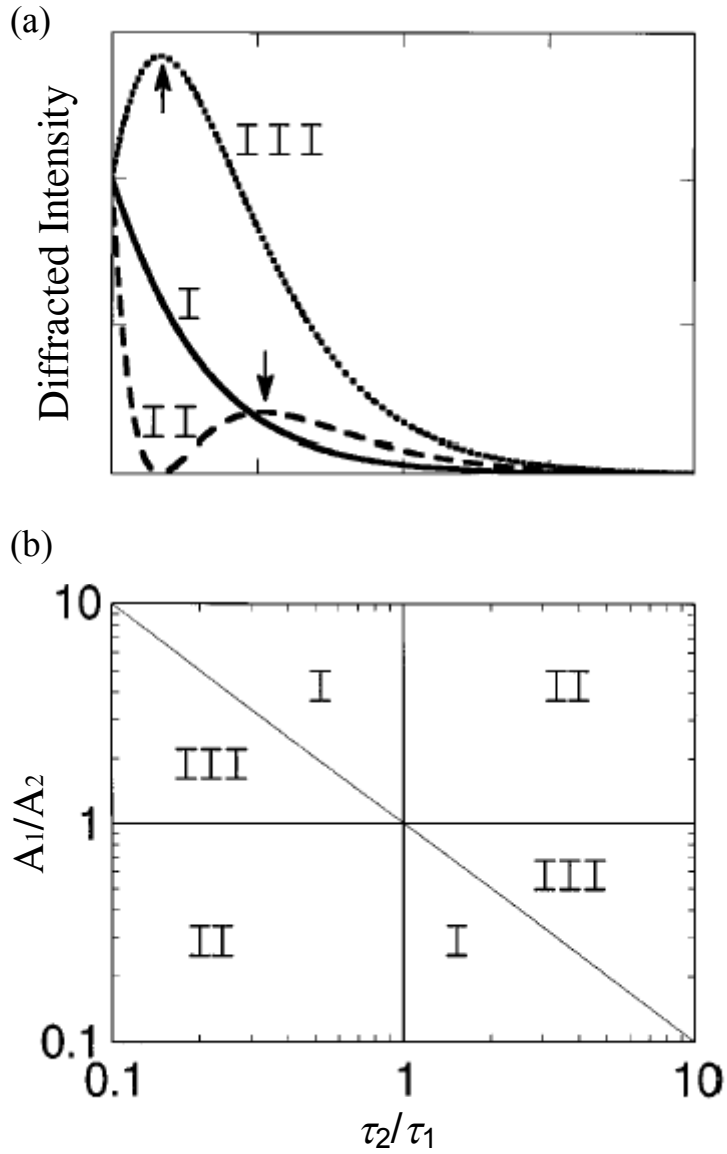 (a)
Diffracted Intensity
III
I
II
(b)
A₁/A₂
10
1
0.1
I
II
III
III
II
I
0.1
1
10
τ₂/τ₁